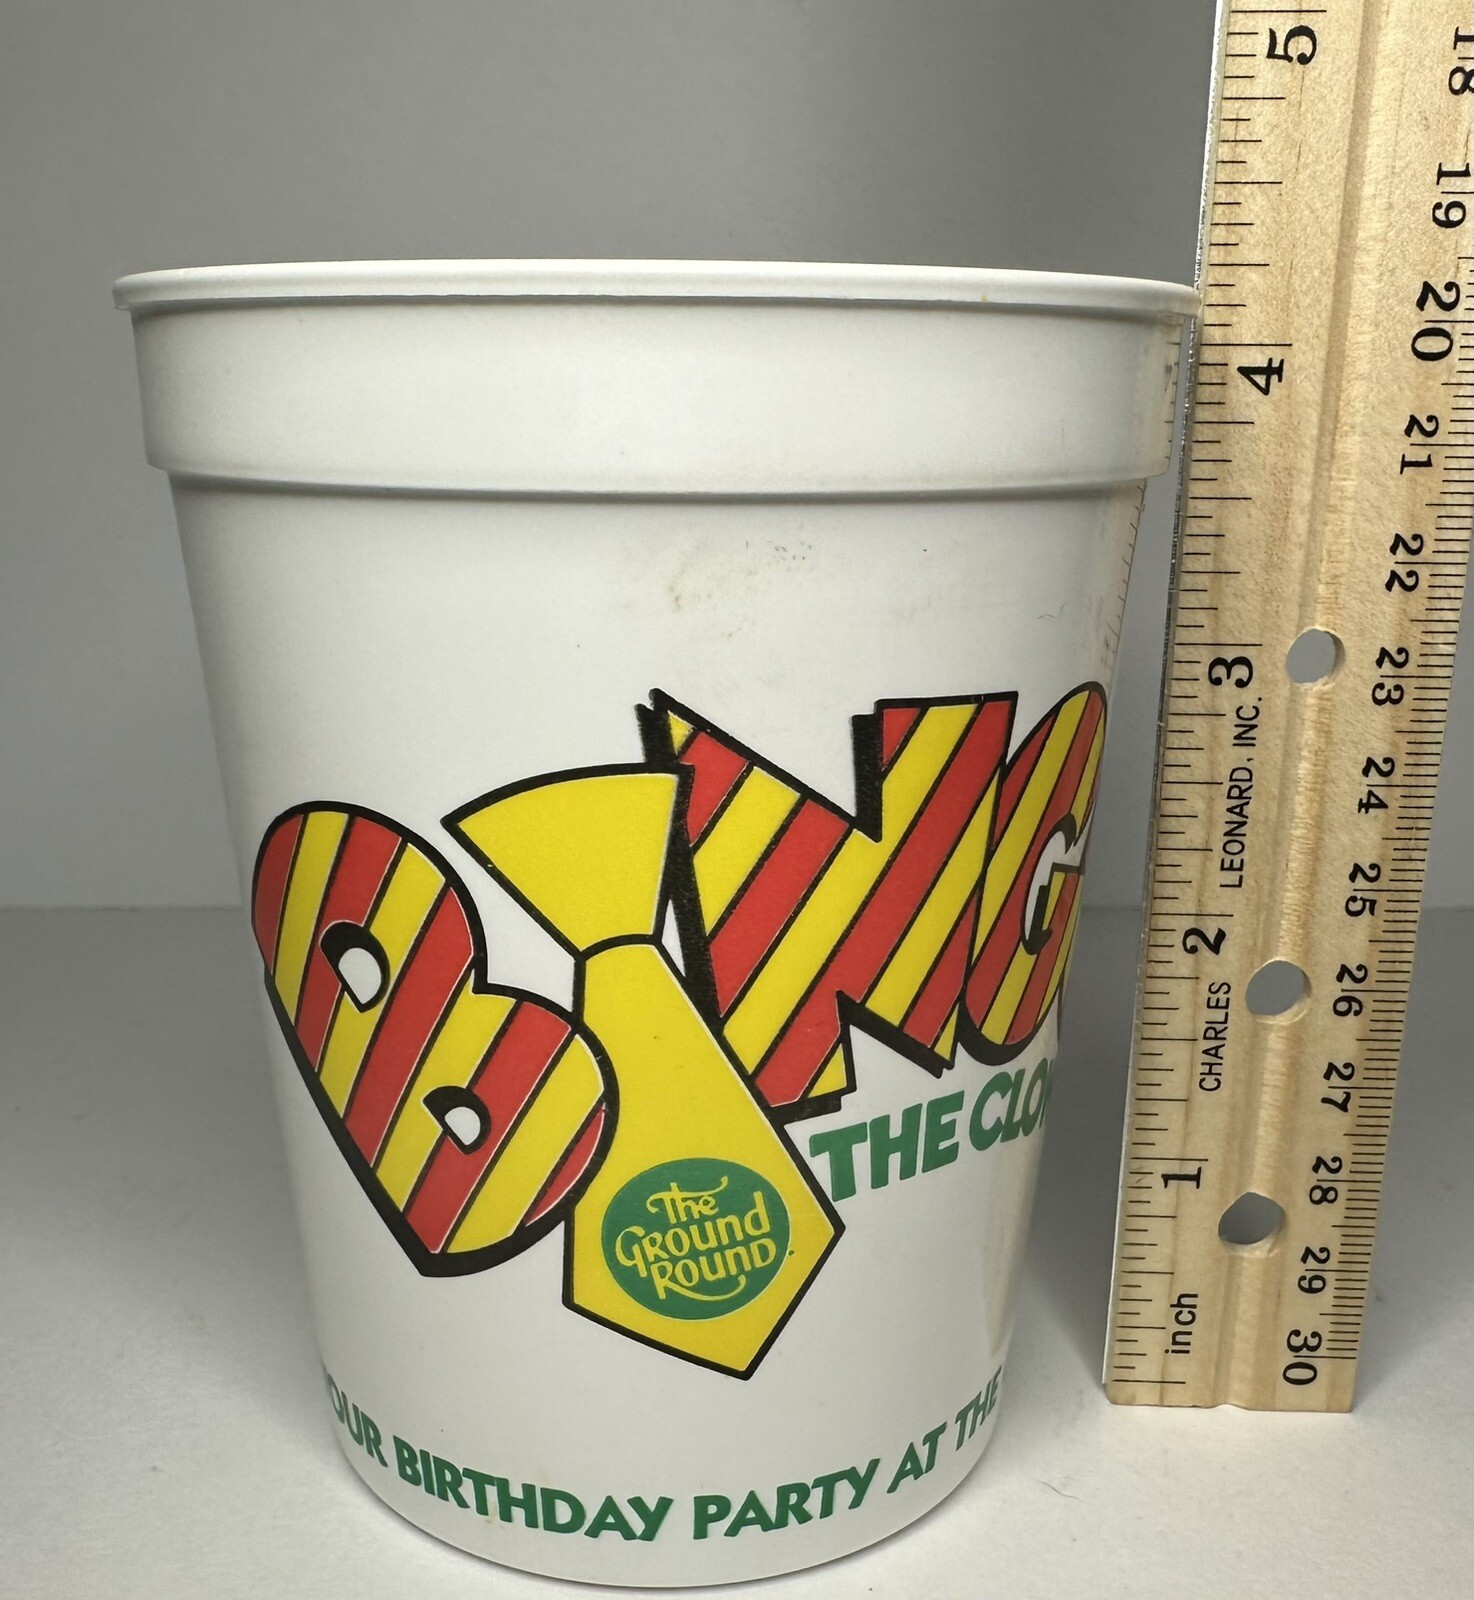 BING
THE CLO
The
Ground
Round
OUR BIRTHDAY PARTY AT THE
5
4
3
2
1
inch
CHARLES LEONARD, INC.
18
19
20
21
22
23
24
25
26
27
28
29
30